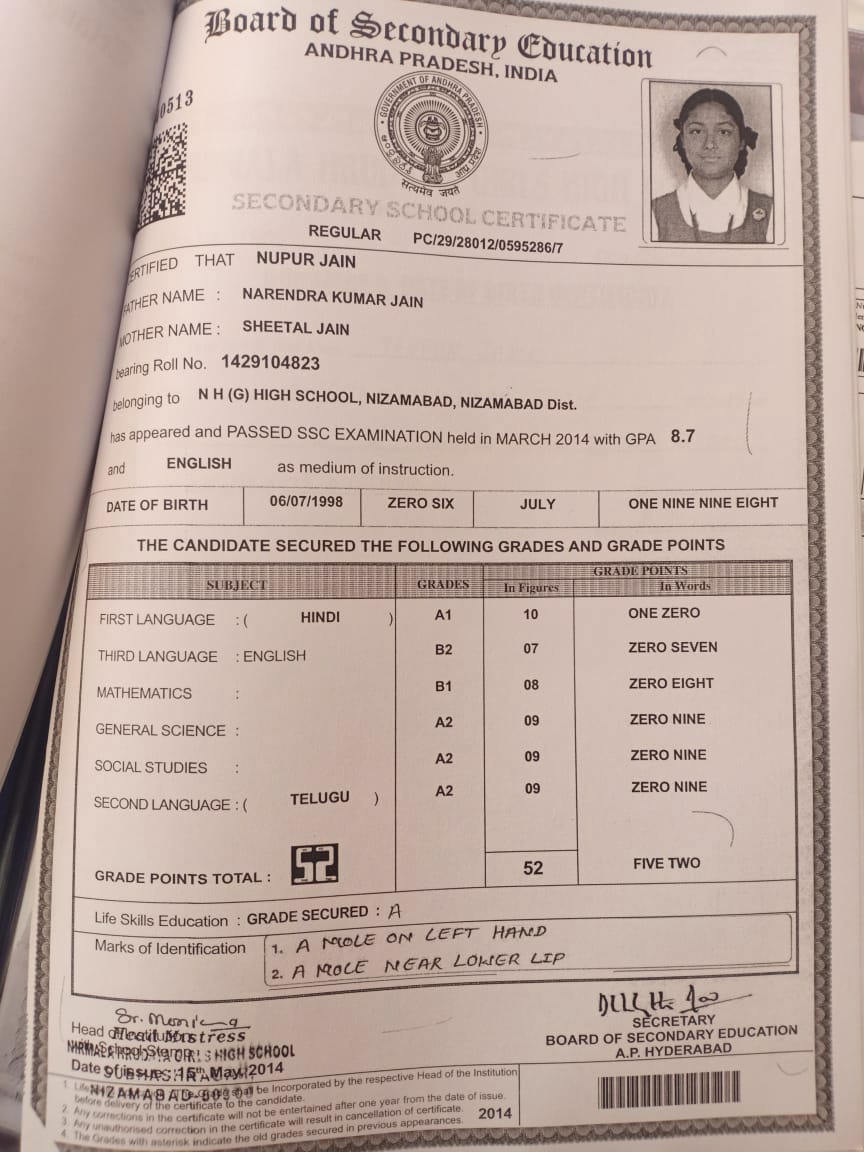 Board of Secondary Education
ANDHRA PRADESH, INDIA
0513
GOVERNMENT OF ANDHRA PRADESH
सत्यमेव जयते
SECONDARY SCHOOL CERTIFICATE
REGULAR PC/29/28012/0595286/7
CERTIFIED THAT NUPUR JAIN
FATHER NAME : NARENDRA KUMAR JAIN
MOTHER NAME : SHEETAL JAIN
bearing Roll No. 1429104823
belonging to N H (G) HIGH SCHOOL, NIZAMABAD, NIZAMABAD Dist.
has appeared and PASSED SSC EXAMINATION held in MARCH 2014 with GPA 8.7
and ENGLISH as medium of instruction.
DATE OF BIRTH 06/07/1998 ZERO SIX JULY ONE NINE NINE EIGHT
THE CANDIDATE SECURED THE FOLLOWING GRADES AND GRADE POINTS
SUBJECT GRADES GRADE POINTS
In Figures In Words
FIRST LANGUAGE : ( HINDI ) A1 10 ONE ZERO
THIRD LANGUAGE : ENGLISH B2 07 ZERO SEVEN
MATHEMATICS : B1 08 ZERO EIGHT
GENERAL SCIENCE : A2 09 ZERO NINE
SOCIAL STUDIES : A2 09 ZERO NINE
SECOND LANGUAGE : ( TELUGU ) A2 09 ZERO NINE
GRADE POINTS TOTAL : 52 52 FIVE TWO
Life Skills Education : GRADE SECURED : A
Marks of Identification 1. A MOLE ON LEFT HAND
2. A MOLE NEAR LOWER LIP
Sr.
Head
HIGH SCHOOL
Date of issue : 15th May, 2014
NIZAMABAD
SECRETARY
BOARD OF SECONDARY EDUCATION
A.P. HYDERABAD
be Incorporated by the respective Head of the Institution
before delivery of the certificate to the candidate.
2. Any corrections in the certificate will not be entertained after one year from the date of issue.
3. Any unauthorised correction in the certificate will result in cancellation of certificate.
4. The Grades with asterisk indicate the old grades secured in previous appearances.
2014